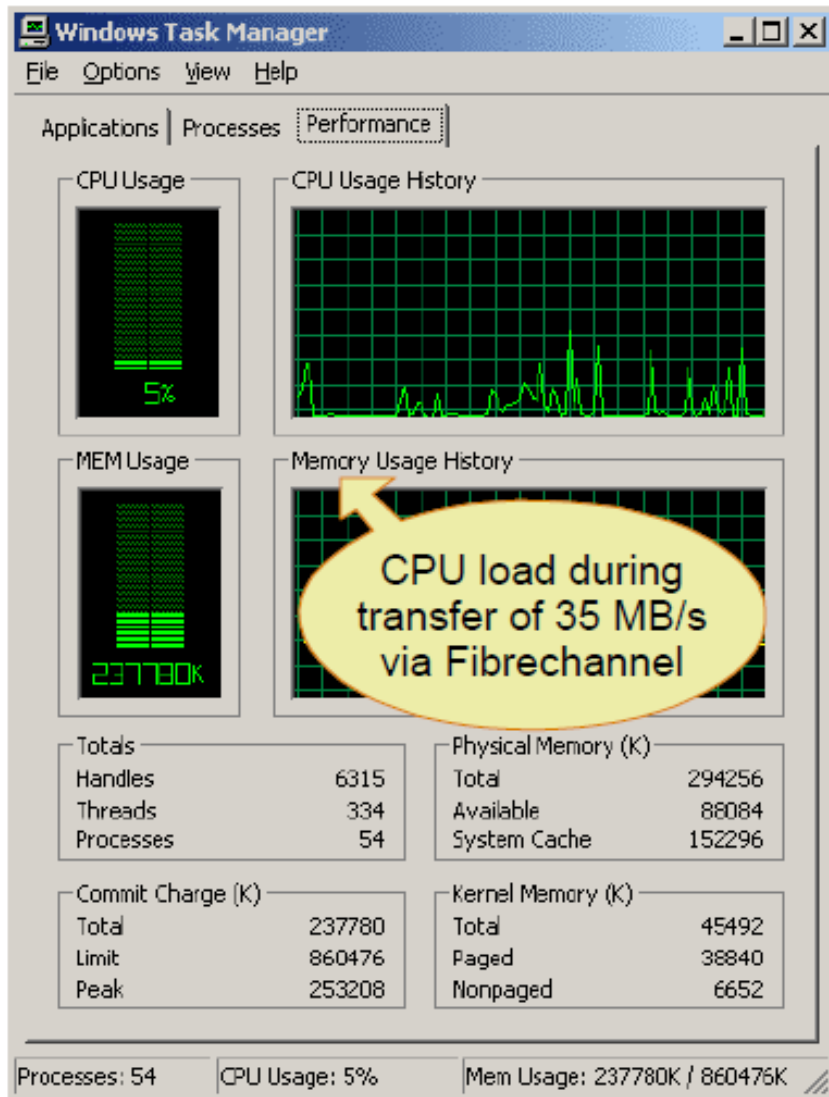 Windows Task Manager
File Options View Help
Applications Processes Performance
CPU Usage
CPU Usage History
5%
MEM Usage
Memory Usage History
237780K
CPU load during
transfer of 35 MB/s
via Fibrechannel
Totals
Handles 6315
Threads 334
Processes 54
Physical Memory (K)
Total 294256
Available 88084
System Cache 152296
Commit Charge (K)
Total 237780
Limit 860476
Peak 253208
Kernel Memory (K)
Total 45492
Paged 38840
Nonpaged 6652
Processes: 54 CPU Usage: 5% Mem Usage: 237780K / 860476K